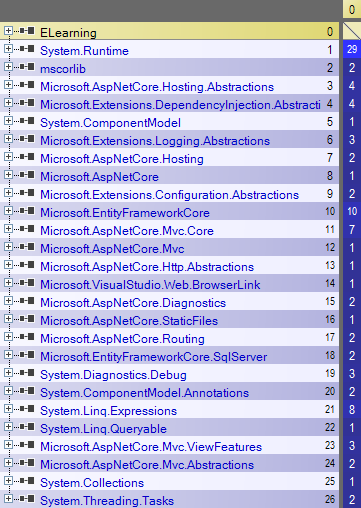 0
ELearning 0
System.Runtime 1 29
mscorlib 2 2
Microsoft.AspNetCore.Hosting.Abstractions 3 4
Microsoft.Extensions.DependencyInjection.Abstracti 4 4
System.ComponentModel 5 1
Microsoft.Extensions.Logging.Abstractions 6 3
Microsoft.AspNetCore.Hosting 7 2
Microsoft.AspNetCore 8 1
Microsoft.Extensions.Configuration.Abstractions 9 2
Microsoft.EntityFrameworkCore 10 10
Microsoft.AspNetCore.Mvc.Core 11 7
Microsoft.AspNetCore.Mvc 12 1
Microsoft.AspNetCore.Http.Abstractions 13 1
Microsoft.VisualStudio.Web.BrowserLink 14 1
Microsoft.AspNetCore.Diagnostics 15 2
Microsoft.AspNetCore.StaticFiles 16 1
Microsoft.AspNetCore.Routing 17 2
Microsoft.EntityFrameworkCore.SqlServer 18 2
System.Diagnostics.Debug 19 3
System.ComponentModel.Annotations 20 2
System.Linq.Expressions 21 8
System.Linq.Queryable 22 1
Microsoft.AspNetCore.Mvc.ViewFeatures 23 3
Microsoft.AspNetCore.Mvc.Abstractions 24 2
System.Collections 25 1
System.Threading.Tasks 26 2